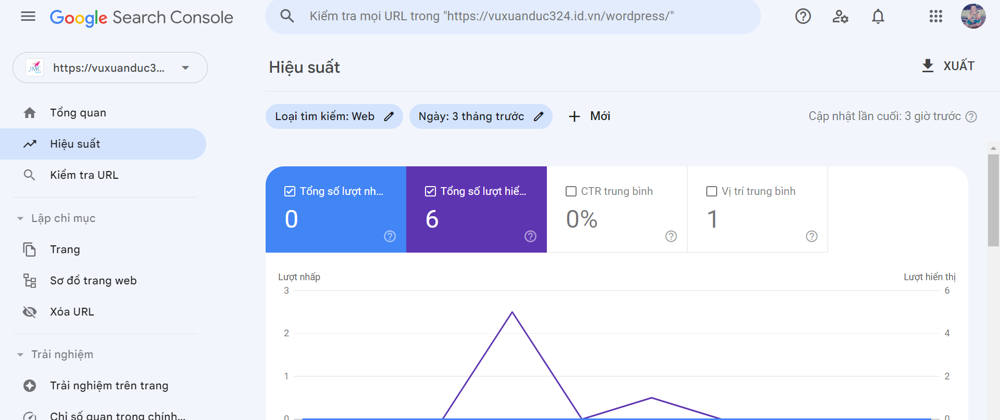 Google Search Console
Kiểm tra mọi URL trong "https://vuxuanduc324.id.vn/wordpress/"
JMC
https://vuxuanduc3...
Hiệu suất
XUẤT
Tổng quan
Hiệu suất
Kiểm tra URL
Lập chỉ mục
Trang
Sơ đồ trang web
Xóa URL
Trải nghiệm
Trải nghiệm trên trang
Chỉ số quan trọng chính...
Loại tìm kiếm: Web
Ngày: 3 tháng trước
Mới
Cập nhật lần cuối: 3 giờ trước
Tổng số lượt nh...
0
Tổng số lượt hiể...
6
CTR trung bình
0%
Vị trí trung bình
1
Lượt nhấp
Lượt hiển thị
3
6
2
4
1
2
0
0